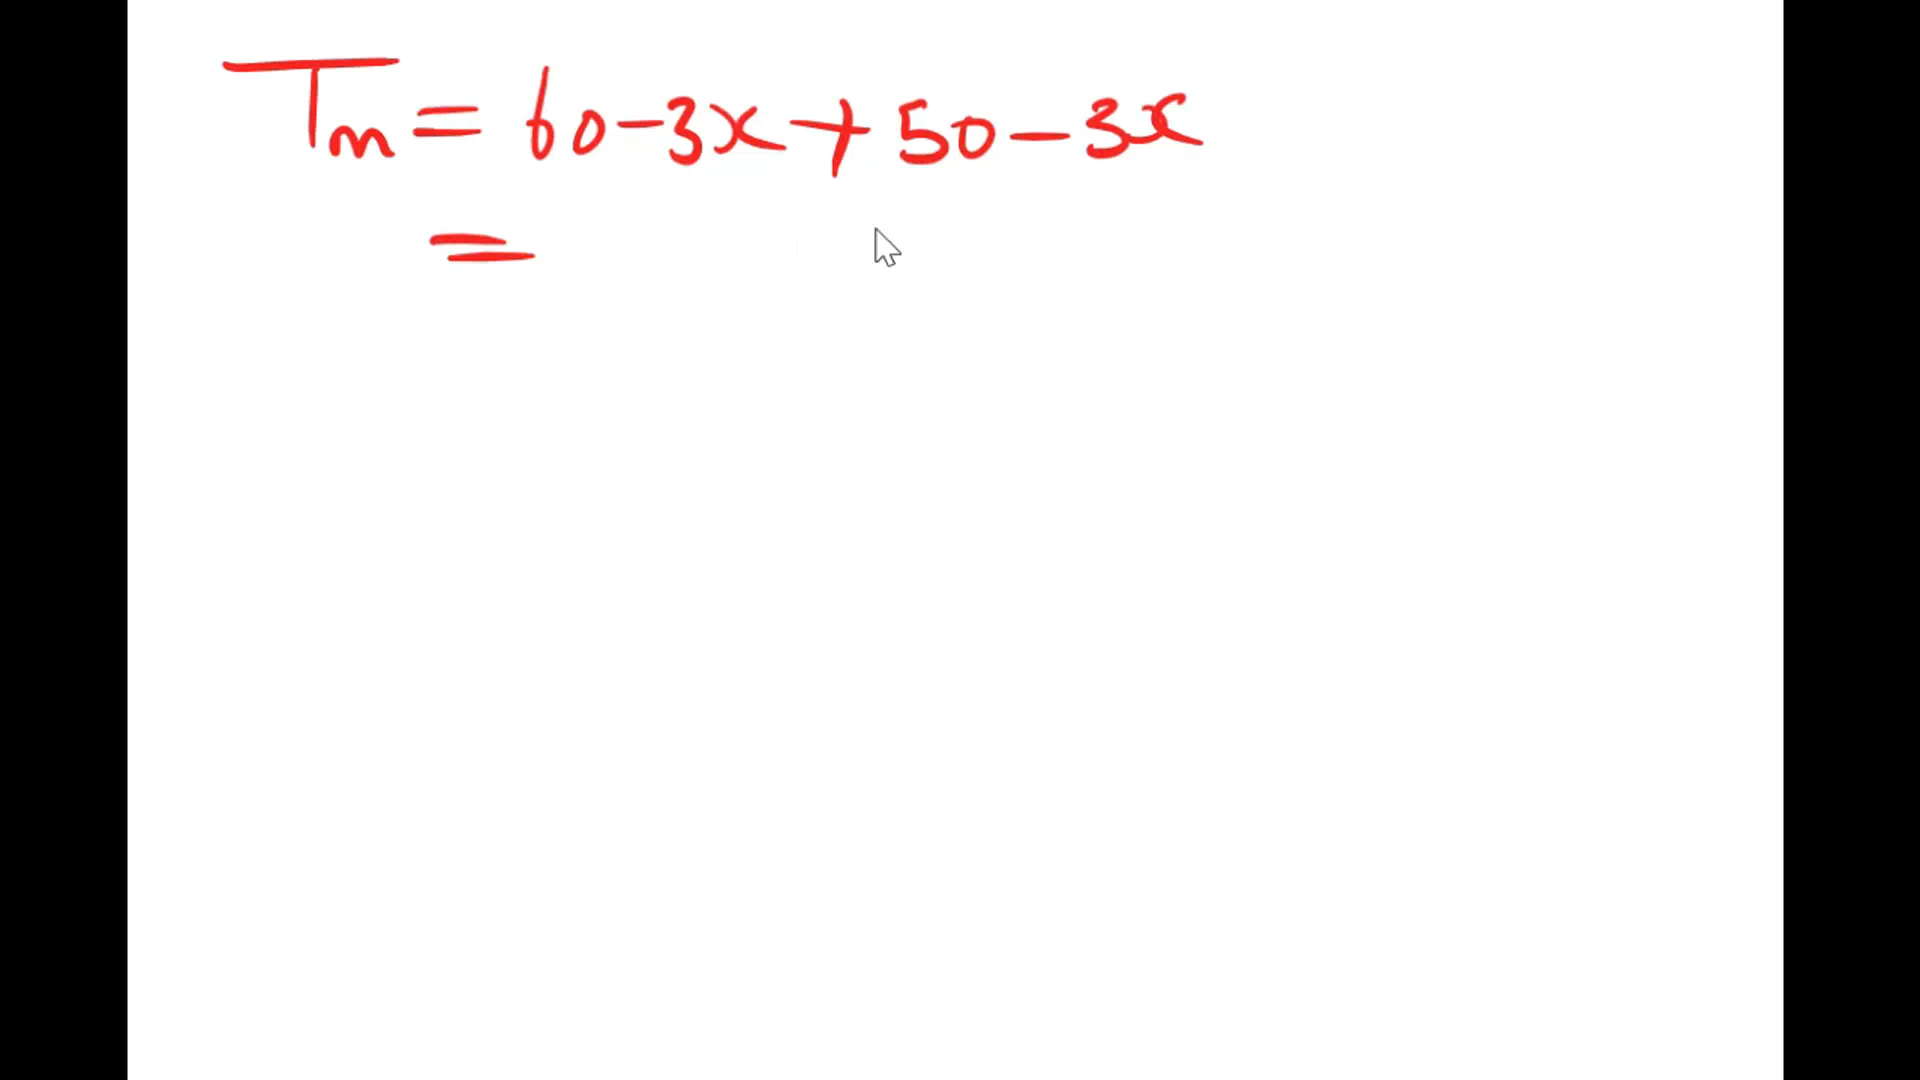 Tm = 60 - 3x + 50 - 3x
=